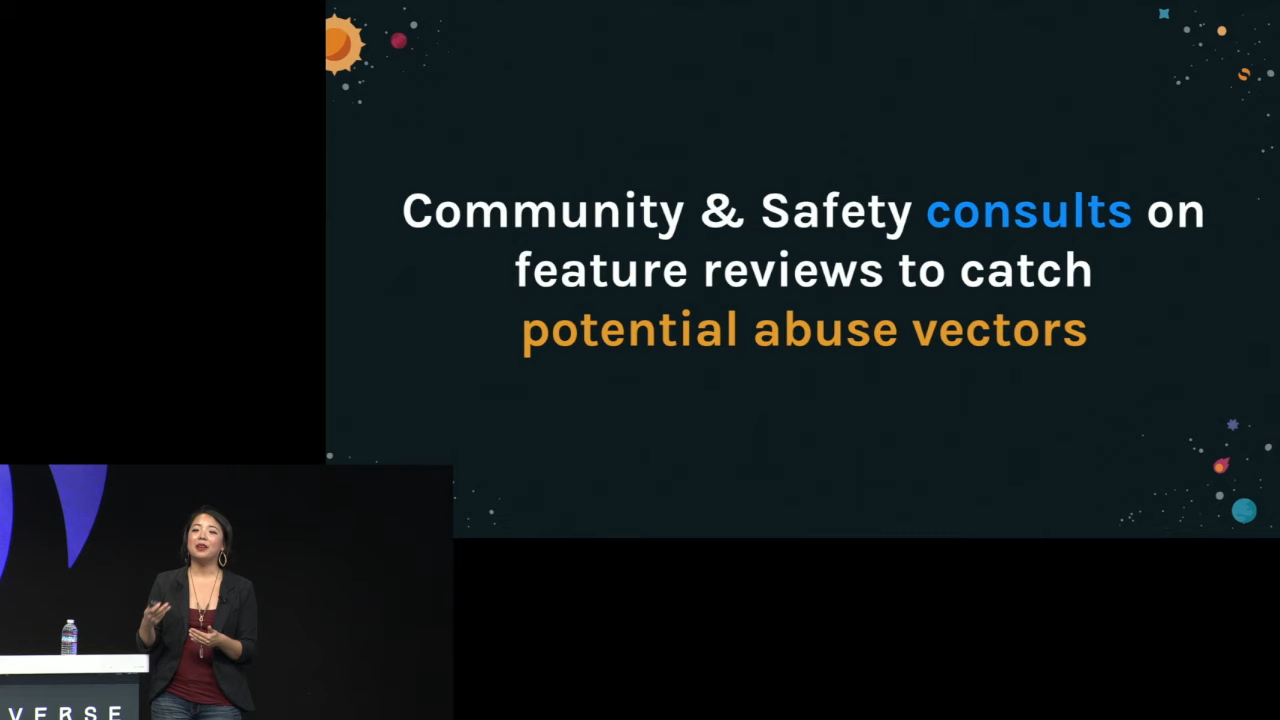 Community & Safety consults on
feature reviews to catch
potential abuse vectors
VERSE